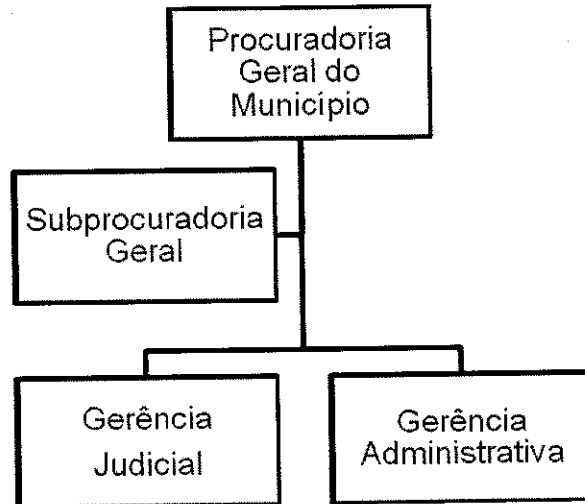 Procuradoria
Geral do
Município
Subprocuradoria
Geral
Gerência
Judicial
Gerência
Administrativa